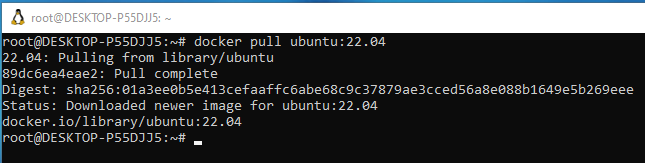 root@DESKTOP-P55DJJ5: ~
root@DESKTOP-P55DJJ5:~# docker pull ubuntu:22.04
22.04: Pulling from library/ubuntu
89dc6ea4eae2: Pull complete
Digest: sha256:01a3ee0b5e413cefaaffc6abe68c9c37879ae3cced56a8e088b1649e5b269eee
Status: Downloaded newer image for ubuntu:22.04
docker.io/library/ubuntu:22.04
root@DESKTOP-P55DJJ5:~#